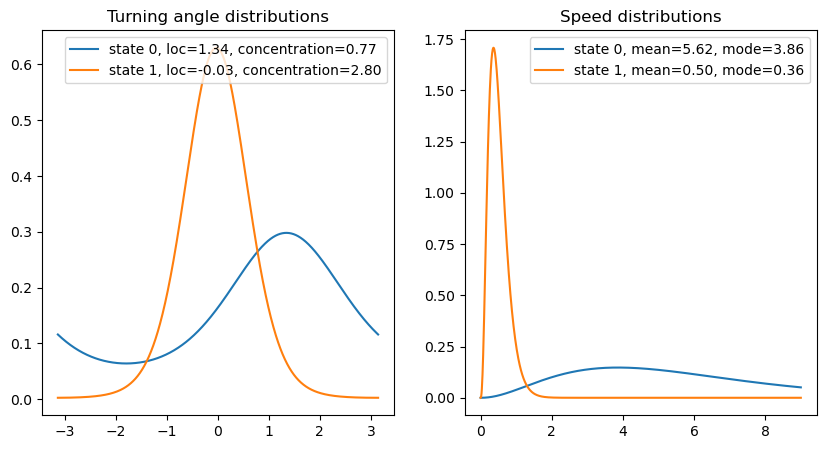 Turning angle distributions
state 0, loc=1.34, concentration=0.77
state 1, loc=-0.03, concentration=2.80
0.6
0.5
0.4
0.3
0.2
0.1
0.0
−3 −2 −1 0 1 2 3
Speed distributions
state 0, mean=5.62, mode=3.86
state 1, mean=0.50, mode=0.36
1.75
1.50
1.25
1.00
0.75
0.50
0.25
0.00
0 2 4 6 8